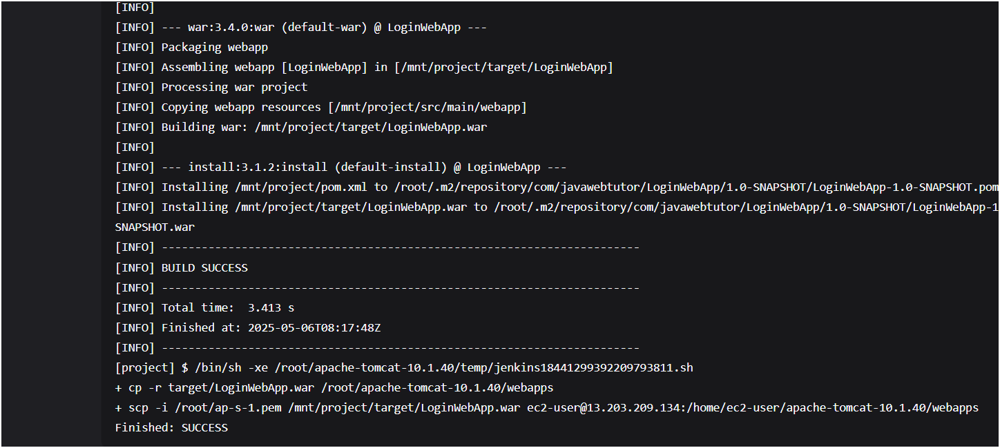 [INFO]
[INFO] --- war:3.4.0:war (default-war) @ LoginWebApp ---
[INFO] Packaging webapp
[INFO] Assembling webapp [LoginWebApp] in [/mnt/project/target/LoginWebApp]
[INFO] Processing war project
[INFO] Copying webapp resources [/mnt/project/src/main/webapp]
[INFO] Building war: /mnt/project/target/LoginWebApp.war
[INFO]
[INFO] --- install:3.1.2:install (default-install) @ LoginWebApp ---
[INFO] Installing /mnt/project/pom.xml to /root/.m2/repository/com/javawebtutor/LoginWebApp/1.0-SNAPSHOT/LoginWebApp-1.0-SNAPSHOT.pom
[INFO] Installing /mnt/project/target/LoginWebApp.war to /root/.m2/repository/com/javawebtutor/LoginWebApp/1.0-SNAPSHOT/LoginWebApp-1
SNAPSHOT.war
[INFO] ------------------------------------------------------------------------
[INFO] BUILD SUCCESS
[INFO] ------------------------------------------------------------------------
[INFO] Total time:  3.413 s
[INFO] Finished at: 2025-05-06T08:17:48Z
[INFO] ------------------------------------------------------------------------
[project] $ /bin/sh -xe /root/apache-tomcat-10.1.40/temp/jenkins18441299392209793811.sh
+ cp -r target/LoginWebApp.war /root/apache-tomcat-10.1.40/webapps
+ scp -i /root/ap-s-1.pem /mnt/project/target/LoginWebApp.war ec2-user@13.203.209.134:/home/ec2-user/apache-tomcat-10.1.40/webapps
Finished: SUCCESS